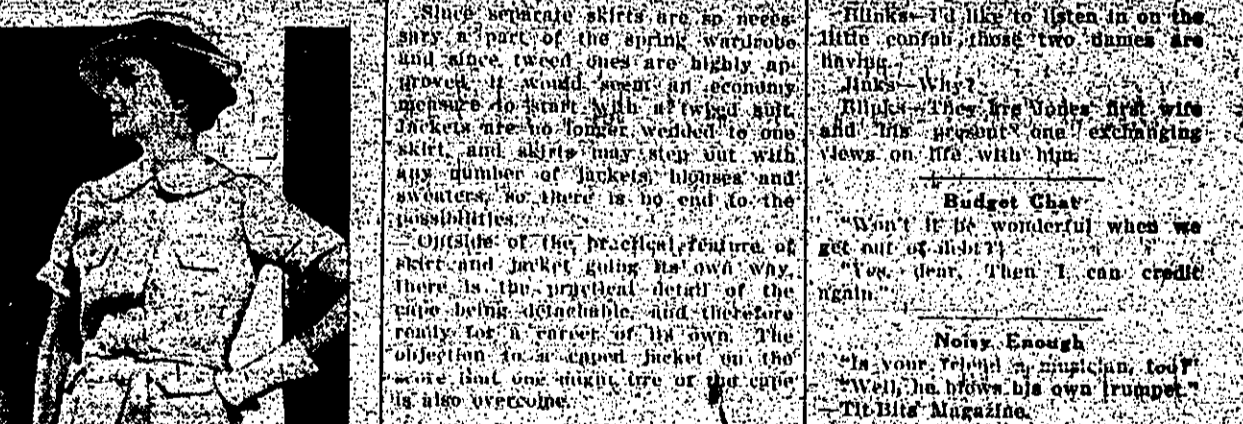 Since separate skirts are so neces-
sary a part of the spring wardrobe
and since tweed ones are highly ap-
proved, it would seem an economy
measure to start with a tweed suit.
Jackets are no longer wedded to one
skirt, and skirts may step out with
any number of jackets, blouses and
sweaters, so there is no end to the
possibilities.
Outside of the practical feature of
skirt and jacket going its own way,
there is the practical detail of the
cape being detachable, and therefore
ready for a career of its own. The
objection to a caped jacket on the
score that one might tire of the cape
is also overcome.
Blinks—I'd like to listen in on the
little confab those two dames are
having.
Jinks—Why?
Blinks—They are Jones' first wife
and his present one exchanging
views on life with him.
Budget Chat
"Won't it be wonderful when we
get out of debt?"
"Yes, dear. Then I can credit
again."
Noisy Enough
"Is your friend a musician, too?"
"Well, he blows his own trumpet."
—Tit-Bits Magazine.